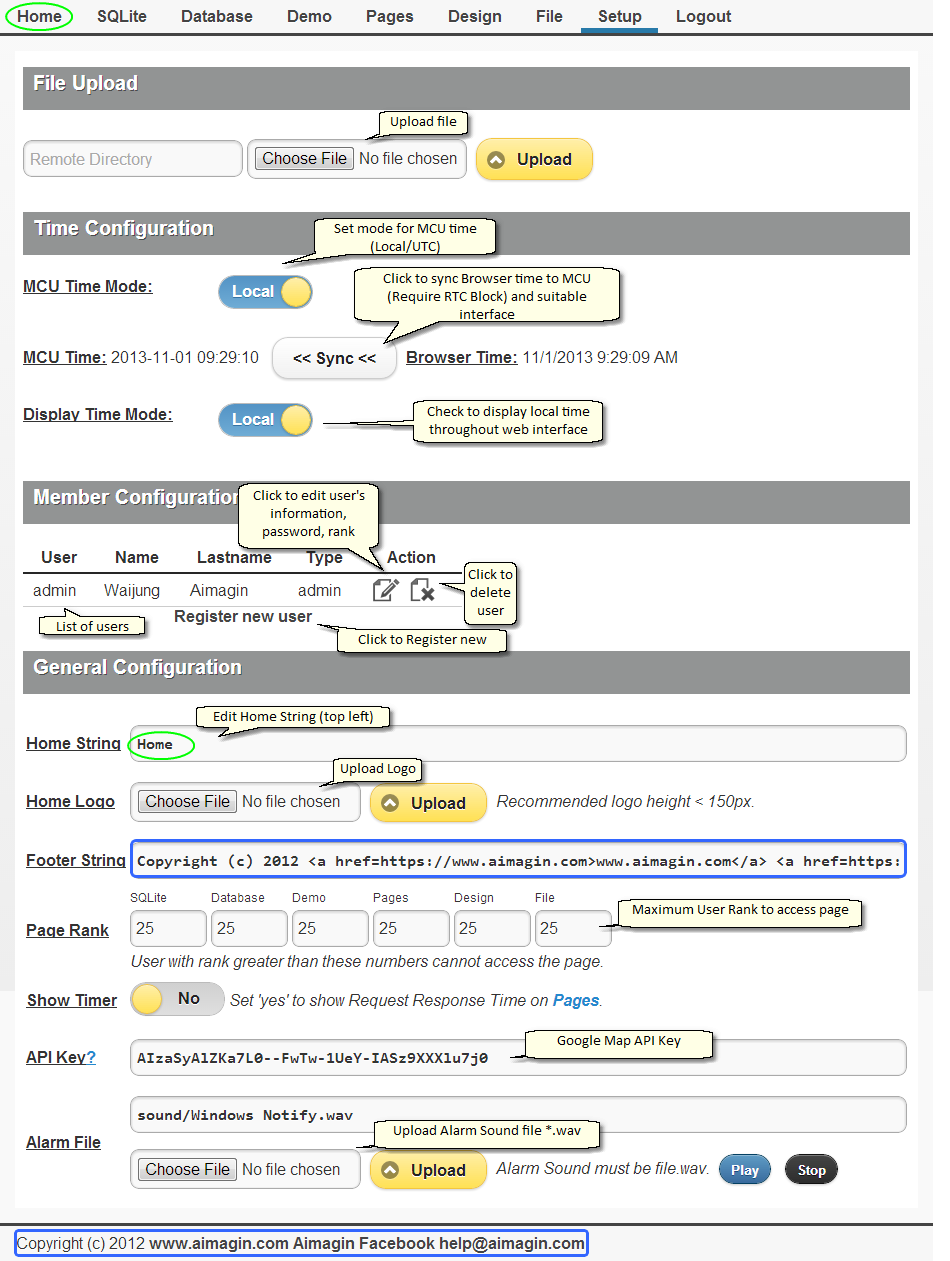 Home SQLite Database Demo Pages Design File Setup Logout
File Upload
Upload file
Remote Directory Choose File No file chosen Upload
Time Configuration
Set mode for MCU time
(Local/UTC)
MCU Time Mode: Local
Click to sync Browser time to MCU
(Require RTC Block) and suitable
interface
MCU Time: 2013-11-01 09:29:10 << Sync << Browser Time: 11/1/2013 9:29:09 AM
Display Time Mode: Local
Check to display local time
throughout web interface
Member Configuration
Click to edit user's
information,
password, rank
User Name Lastname Type Action
admin Waijung Aimagin admin
Click to
delete
user
List of users
Register new user
Click to Register new
General Configuration
Edit Home String (top left)
Home String Home
Upload Logo
Home Logo Choose File No file chosen Upload Recommended logo height < 150px.
Footer String Copyright (c) 2012 <a href=https://www.aimagin.com>www.aimagin.com</a> <a href=https:
SQLite Database Demo Pages Design File
Page Rank 25 25 25 25 25 25
Maximum User Rank to access page
User with rank greater than these numbers cannot access the page.
Show Timer No Set 'yes' to show Request Response Time on Pages.
Google Map API Key
API Key? AIzaSyAlZKa7L0--FwTw-1UeY-IASz9XXXlu7j0
sound/Windows Notify.wav
Alarm File
Upload Alarm Sound file *.wav
Choose File No file chosen Upload Alarm Sound must be file.wav. Play Stop
Copyright (c) 2012 www.aimagin.com Aimagin Facebook help@aimagin.com